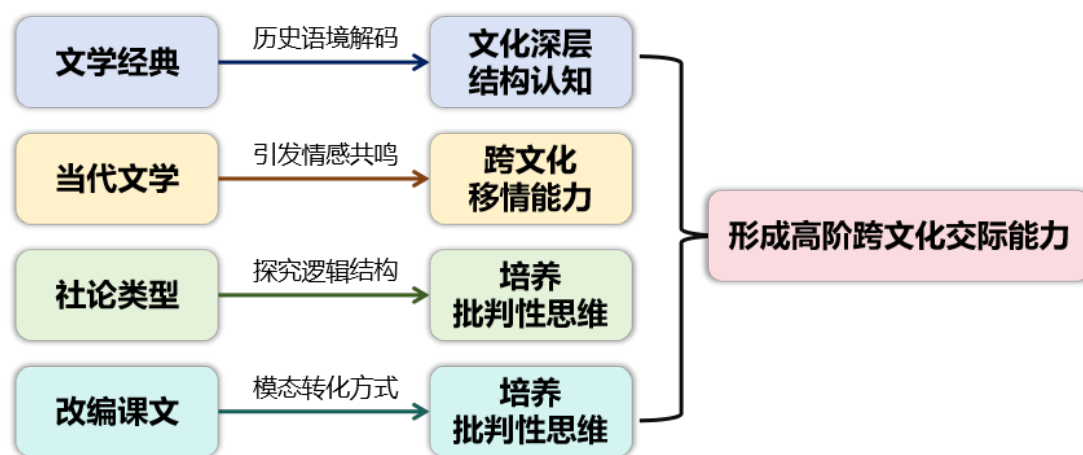 文学经典
历史语境解码
文化深层
结构认知
当代文学
引发情感共鸣
跨文化
移情能力
社论类型
探究逻辑结构
培养
批判性思维
改编课文
模态转化方式
培养
批判性思维
形成高阶跨文化交际能力